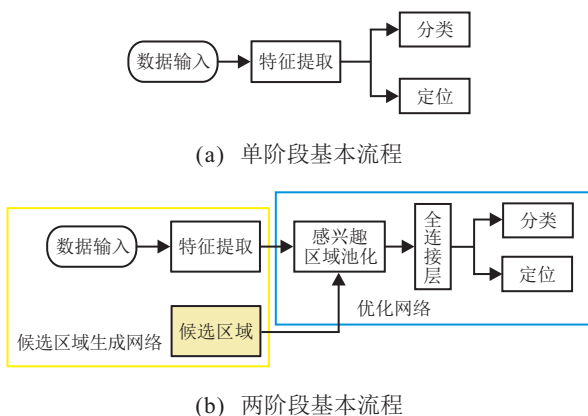 数据输入
特征提取
分类
定位
(a) 单阶段基本流程
数据输入
特征提取
感兴趣
区域池化
全连接层
分类
定位
优化网络
候选区域
候选区域生成网络
(b) 两阶段基本流程